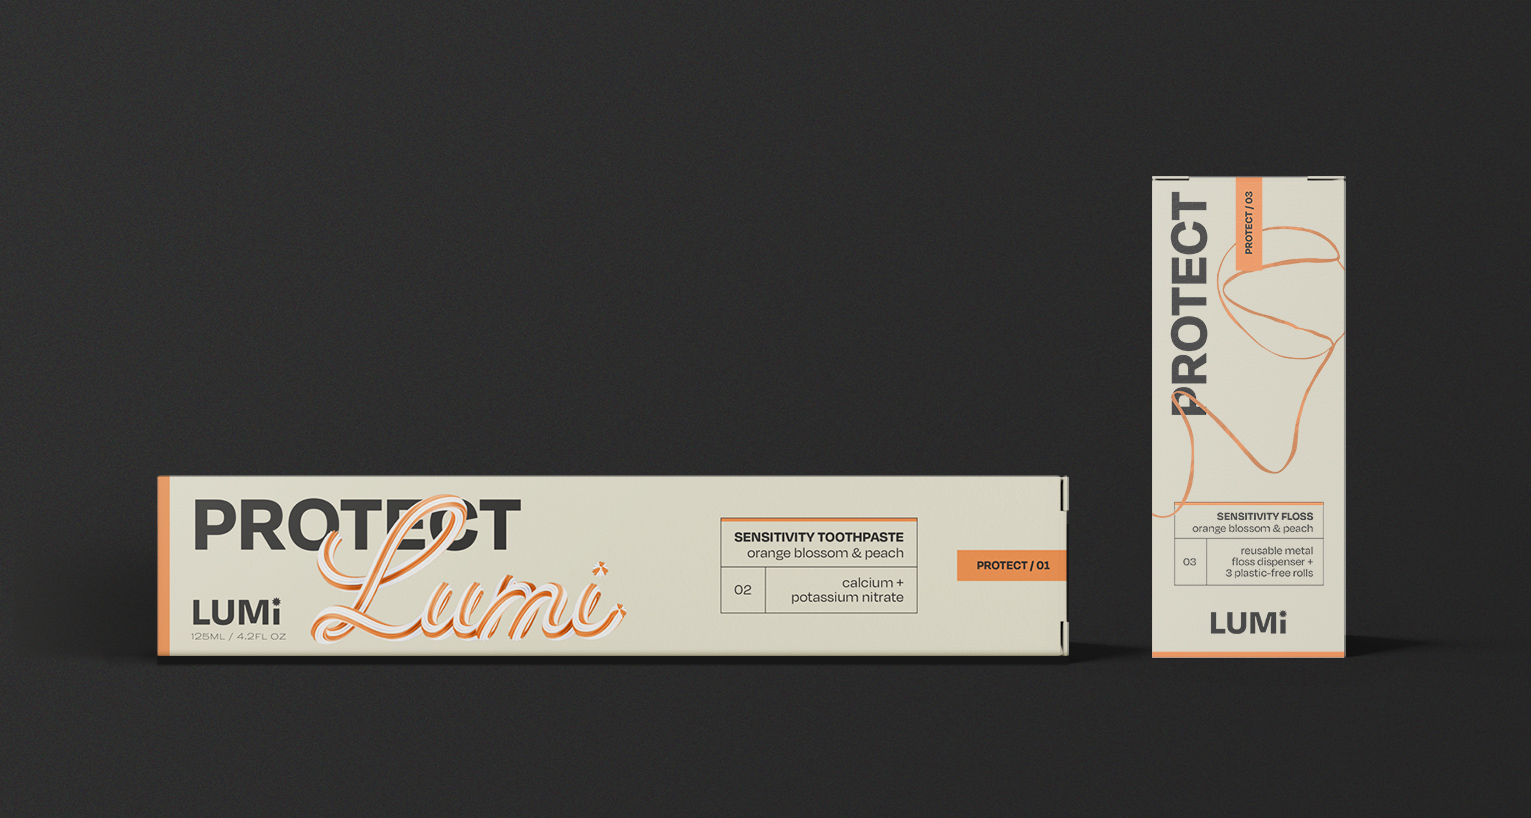 PROTECT
Lumi
LUMi
125ML / 4.2FL OZ
SENSITIVITY TOOTHPASTE
orange blossom & peach
02
calcium +
potassium nitrate
PROTECT / 01
PROTECT
PROTECT / 03
SENSITIVITY FLOSS
orange blossom & peach
03
reusable metal
floss dispenser +
3 plastic-free rolls
LUMi